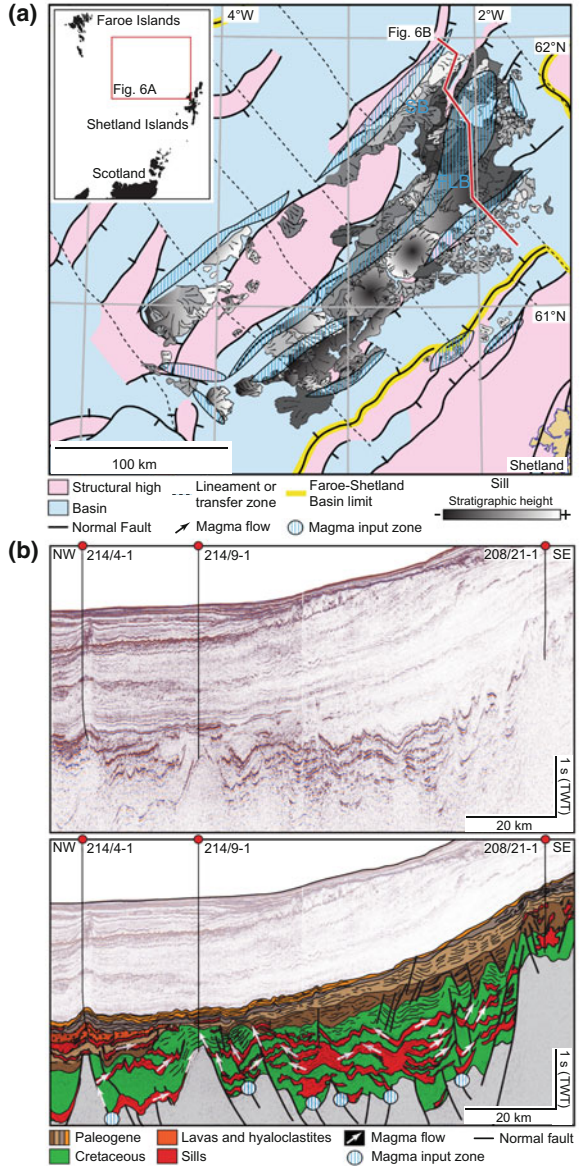 (a)
Faroe Islands
Fig. 6A
Shetland Islands
Scotland
4°W
2°W
Fig. 6B
62°N
LB
61°N
100 km
Shetland
Structural high
Basin
Normal Fault
Lineament or
transfer zone
Magma flow
Faroe-Shetland
Basin limit
Magma input zone
Sill
Stratigraphic height
- +
(b)
NW 214/4-1 214/9-1 208/21-1 SE
1 s (TWT)
20 km
NW 214/4-1 214/9-1 208/21-1 SE
1 s (TWT)
20 km
Paleogene
Lavas and hyaloclastites
Magma flow
Normal fault
Cretaceous
Sills
Magma input zone